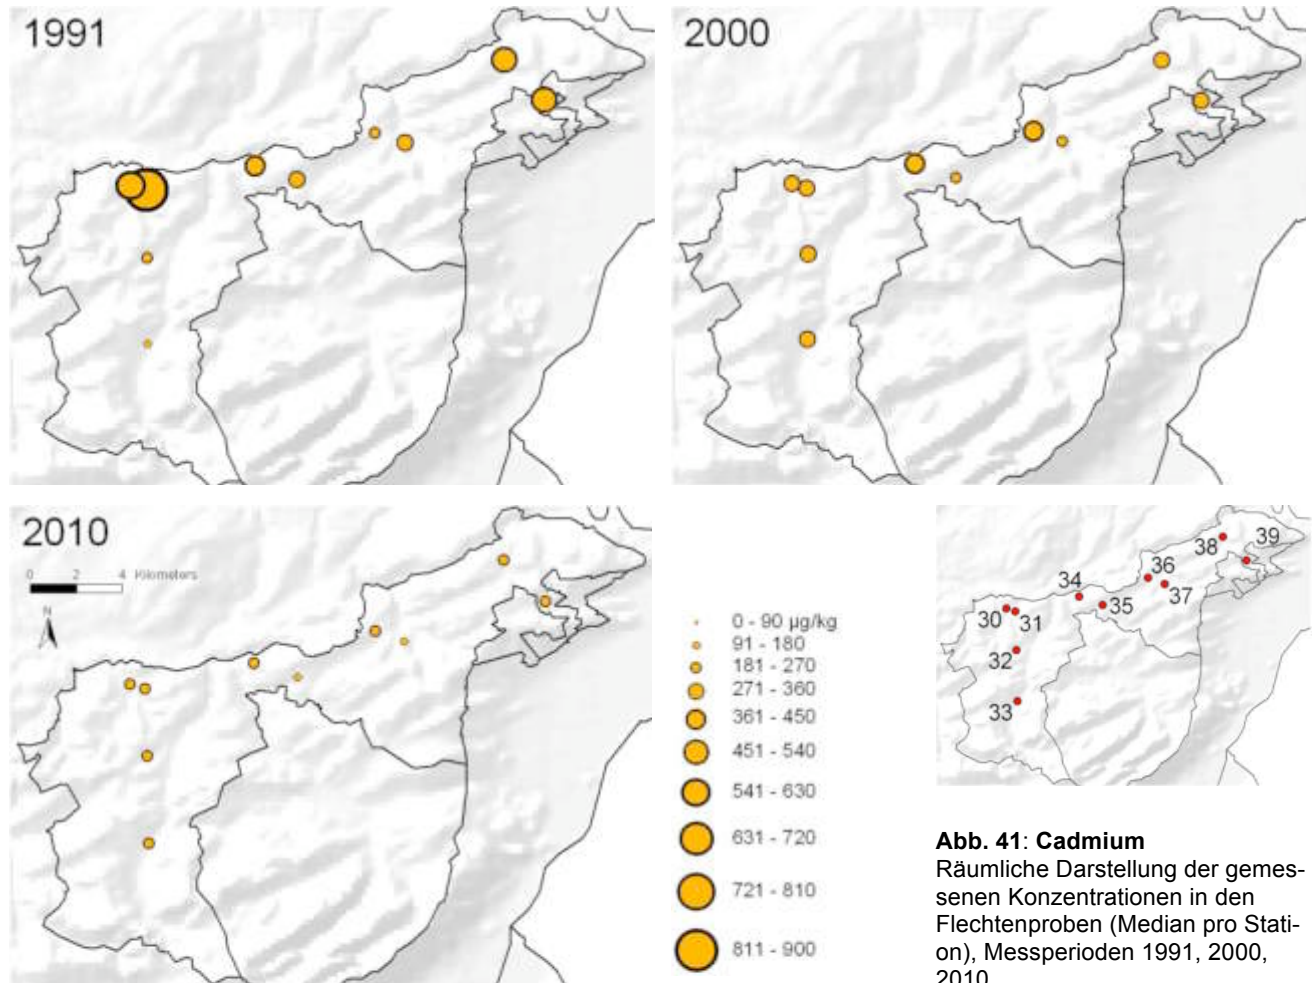 1991
2000
2010
0 2 4 Kilometers
N
0 - 90 µg/kg
91 - 180
181 - 270
271 - 360
361 - 450
451 - 540
541 - 630
631 - 720
721 - 810
811 - 900
38
39
36
37
34
35
30
31
32
33
Abb. 41: Cadmium
Räumliche Darstellung der gemes-
senen Konzentrationen in den
Flechtenproben (Median pro Stati-
on), Messperioden 1991, 2000,
2010